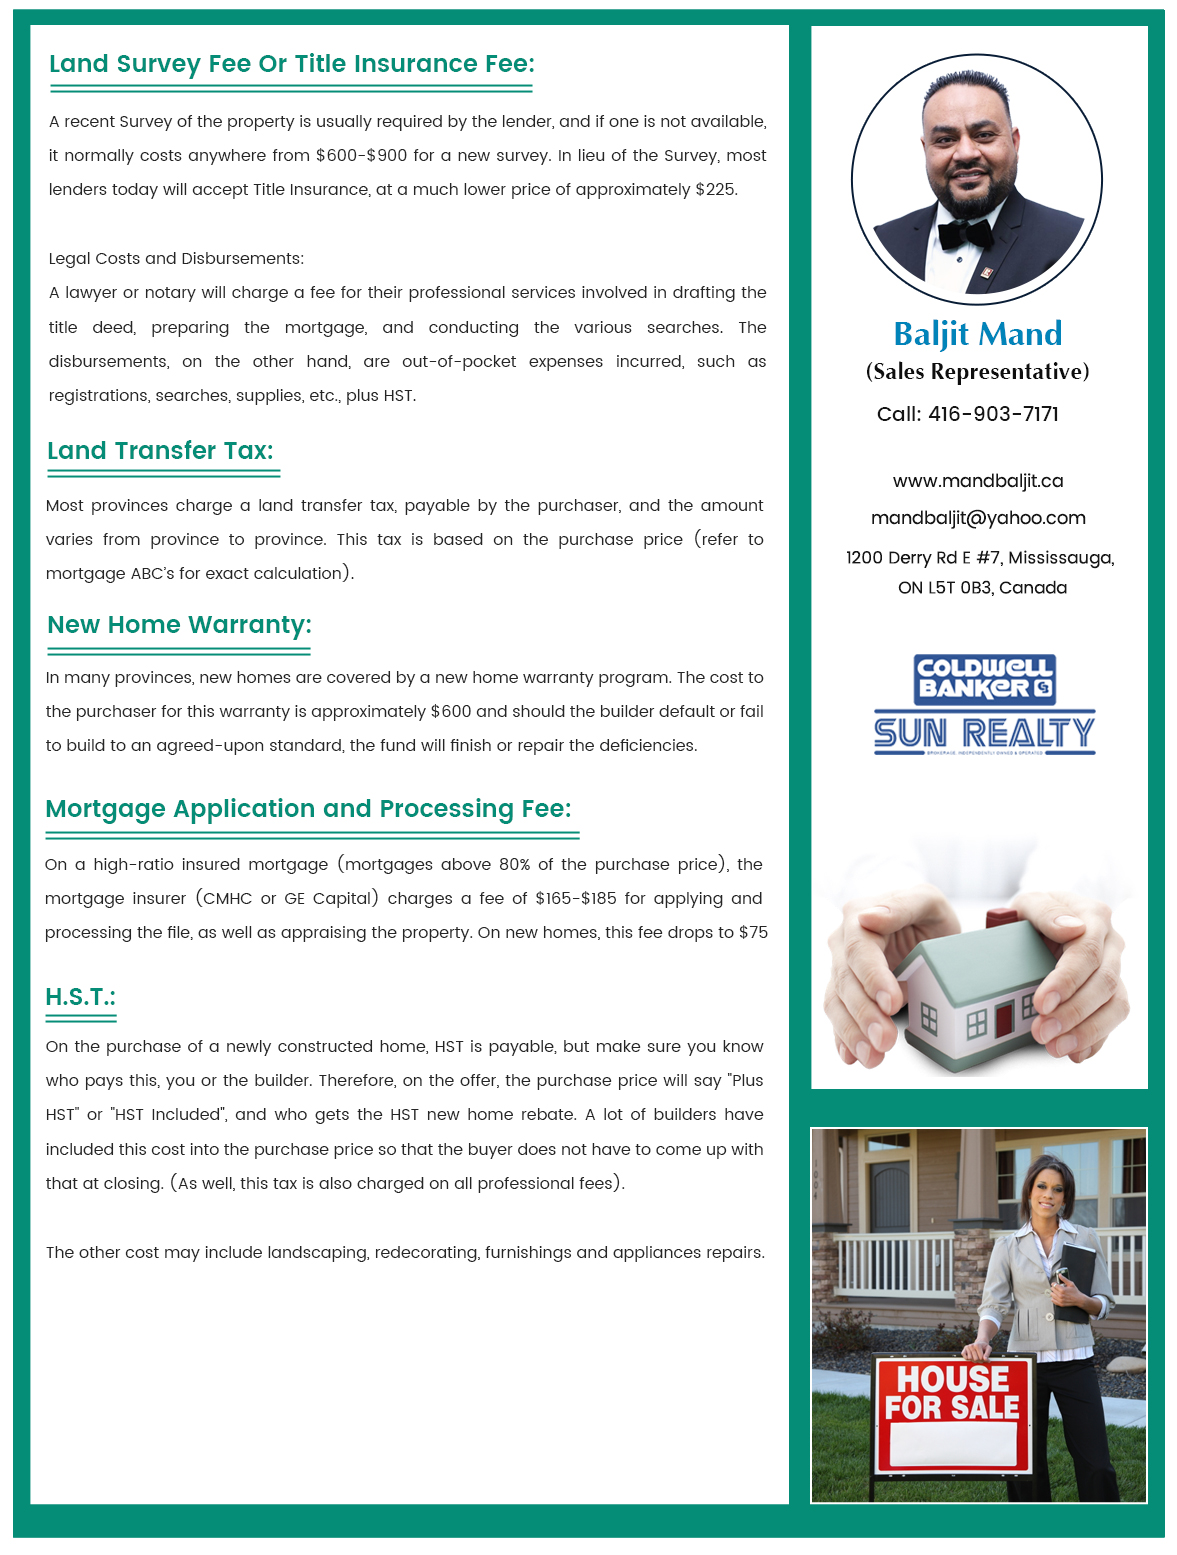 Land Survey Fee Or Title Insurance Fee:
A recent Survey of the property is usually required by the lender, and if one is not available,
it normally costs anywhere from $600-$900 for a new survey. In lieu of the Survey, most
lenders today will accept Title Insurance, at a much lower price of approximately $225.
Legal Costs and Disbursements:
A lawyer or notary will charge a fee for their professional services involved in drafting the
title deed, preparing the mortgage, and conducting the various searches. The
disbursements, on the other hand, are out-of-pocket expenses incurred, such as
registrations, searches, supplies, etc., plus HST.
Land Transfer Tax:
Most provinces charge a land transfer tax, payable by the purchaser, and the amount
varies from province to province. This tax is based on the purchase price (refer to
mortgage ABC's for exact calculation).
New Home Warranty:
In many provinces, new homes are covered by a new home warranty program. The cost to
the purchaser for this warranty is approximately $600 and should the builder default or fail
to build to an agreed-upon standard, the fund will finish or repair the deficiencies.
Mortgage Application and Processing Fee:
On a high-ratio insured mortgage (mortgages above 80% of the purchase price), the
mortgage insurer (CMHC or GE Capital) charges a fee of $165-$185 for applying and
processing the file, as well as appraising the property. On new homes, this fee drops to $75
H.S.T.:
On the purchase of a newly constructed home, HST is payable, but make sure you know
who pays this, you or the builder. Therefore, on the offer, the purchase price will say "Plus
HST" or "HST Included", and who gets the HST new home rebate. A lot of builders have
included this cost into the purchase price so that the buyer does not have to come up with
that at closing. (As well, this tax is also charged on all professional fees).
The other cost may include landscaping, redecorating, furnishings and appliances repairs.
Baljit Mand
(Sales Representative)
Call: 416-903-7171
www.mandbaljit.ca
mandbaljit@yahoo.com
1200 Derry Rd E #7, Mississauga,
ON L5T 0B3, Canada
COLDWELL
BANKER CB
SUN REALTY
BROKERAGE INDEPENDENTLY OWNED & OPERATED
1004
HOUSE
FOR SALE